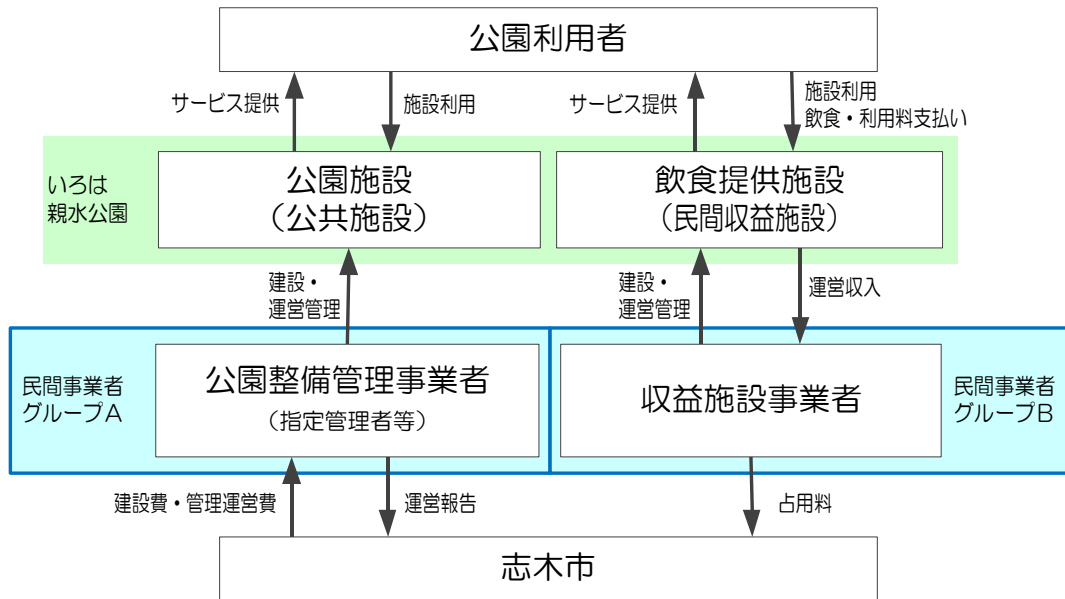 公園利用者
サービス提供
施設利用
サービス提供
施設利用
飲食・利用料支払い
いろは
親水公園
公園施設
（公共施設）
飲食提供施設
（民間収益施設）
建設・
運営管理
建設・
運営管理
運営収入
民間事業者
グループA
公園整備管理事業者
（指定管理者等）
収益施設事業者
民間事業者
グループB
建設費・管理運営費
運営報告
占用料
志木市